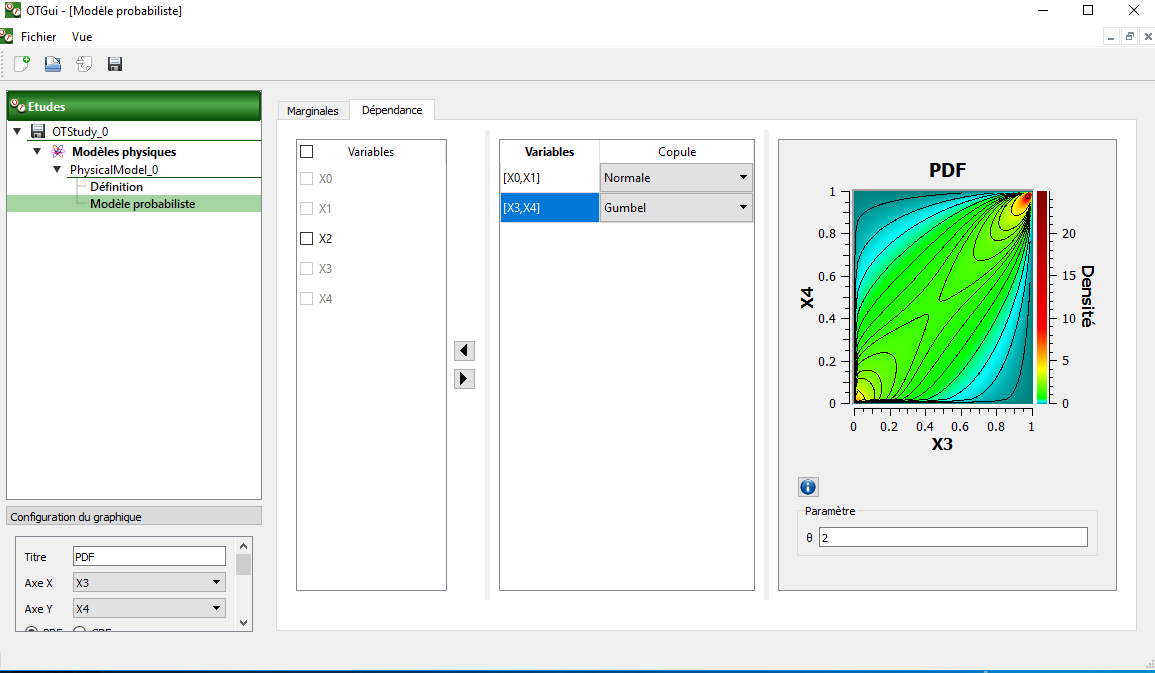 OTGui - [Modèle probabiliste]
Fichier Vue
Etudes
OTStudy_0
Modèles physiques
PhysicalModel_0
Définition
Modèle probabiliste
Configuration du graphique
Titre PDF
Axe X X3
Axe Y X4
PDF CDF
Marginales Dépendance
Variables
X0
X1
X2
X3
X4
Variables Copule
[X0,X1] Normale
[X3,X4] Gumbel
PDF
1
0.8
0.6
0.4
0.2
0
X4
0 0.2 0.4 0.6 0.8 1
X3
20
15
10
5
0
Densité
Paramètre
θ 2